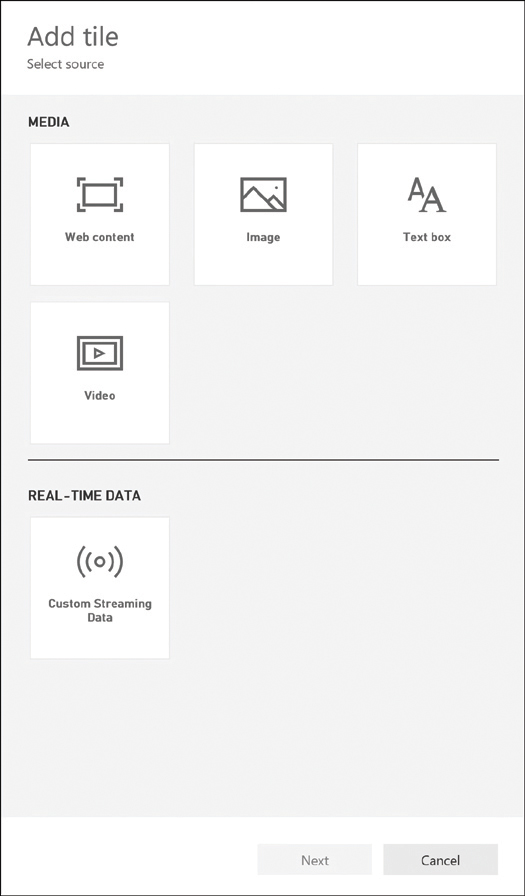 Add tile
Select source
MEDIA
Web content
Image
Text box
Video
REAL-TIME DATA
Custom Streaming
Data
Next
Cancel